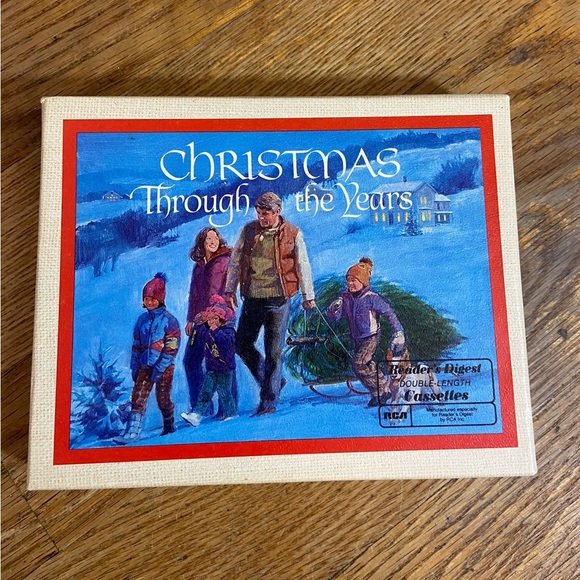 CHRISTMAS
Through the Years
Reader's Digest
DOUBLE-LENGTH
Cassettes
RCA
Manufactured especially
for Reader's Digest
by RCA Inc.